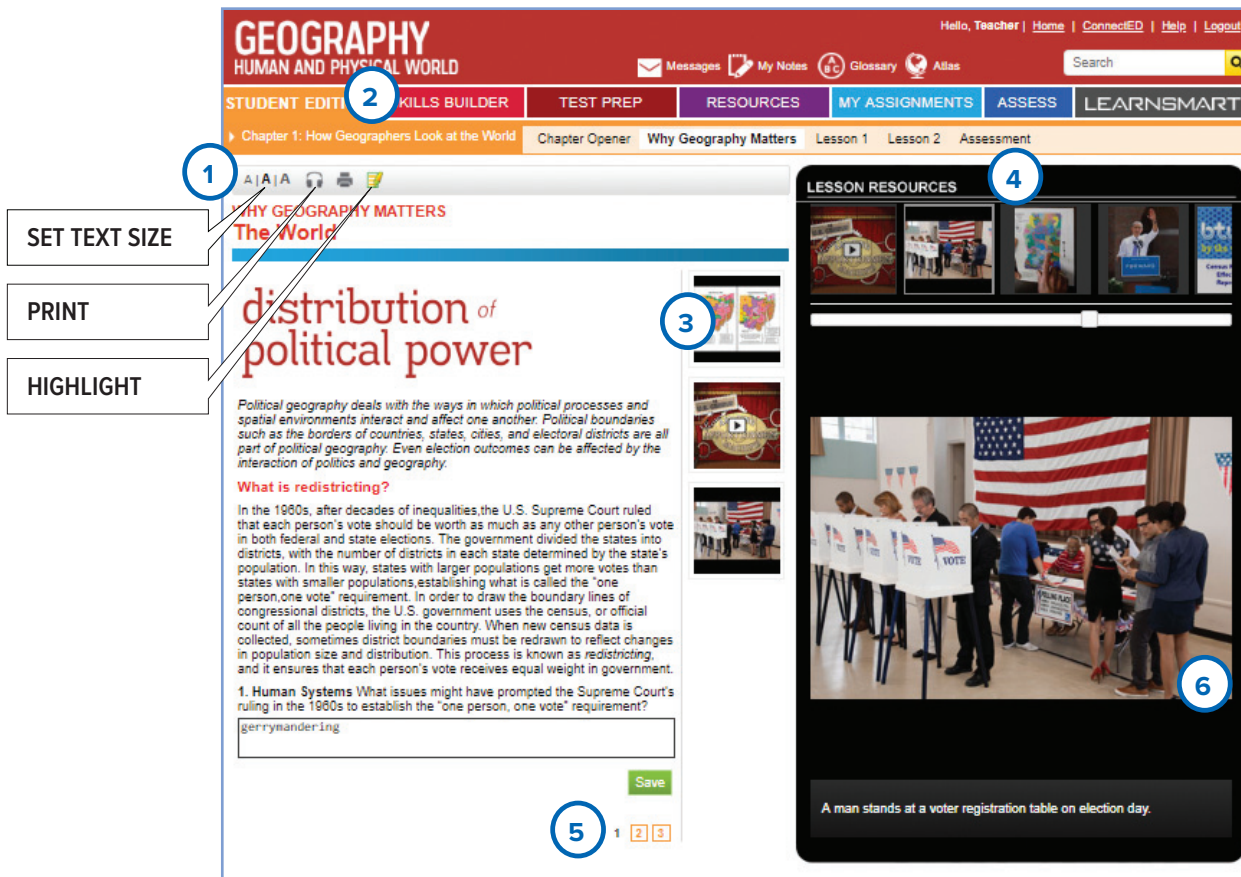 GEOGRAPHY
HUMAN AND PHYSICAL WORLD
Hello, Teacher | Home | ConnectED | Help | Logout
Messages My Notes Glossary Atlas
Search
STUDENT EDITI
2
KILLS BUILDER
TEST PREP
RESOURCES
MY ASSIGNMENTS
ASSESS
LEARNSMART
Chapter 1: How Geographers Look at the World
Chapter Opener Why Geography Matters Lesson 1 Lesson 2 Assessment
1
A|A|A
SET TEXT SIZE
PRINT
HIGHLIGHT
WHY GEOGRAPHY MATTERS
The World
distribution of
political power
Political geography deals with the ways in which political processes and
spatial environments interact and affect one another. Political boundaries
such as the borders of countries, states, cities, and electoral districts are all
part of political geography. Even election outcomes can be affected by the
interaction of politics and geography.
What is redistricting?
In the 1960s, after decades of inequalities,the U.S. Supreme Court ruled
that each person's vote should be worth as much as any other person's vote
in both federal and state elections. The government divided the states into
districts, with the number of districts in each state determined by the state's
population. In this way, states with larger populations get more votes than
states with smaller populations,establishing what is called the "one
person,one vote" requirement. In order to draw the boundary lines of
congressional districts, the U.S. government uses the census, or official
count of all the people living in the country. When new census data is
collected, sometimes district boundaries must be redrawn to reflect changes
in population size and distribution. This process is known as redistricting,
and it ensures that each person's vote receives equal weight in government.
1. Human Systems What issues might have prompted the Supreme Court's
ruling in the 1960s to establish the "one person, one vote" requirement?
gerrymandering
Save
5
1 2 3
3
LESSON RESOURCES
4
VOTE
VOTE
POLLING PLACE
6
A man stands at a voter registration table on election day.